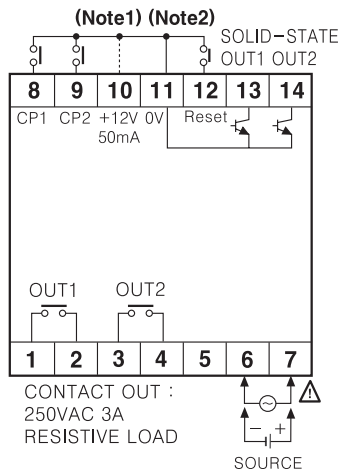 (Note1) (Note2)
SOLID-STATE
OUT1 OUT2
8 9 10 11 12 13 14
CP1 CP2 +12V 0V Reset
50mA
OUT1 OUT2
1 2 3 4 5 6 7
CONTACT OUT :
250VAC 3A
RESISTIVE LOAD
− +
SOURCE